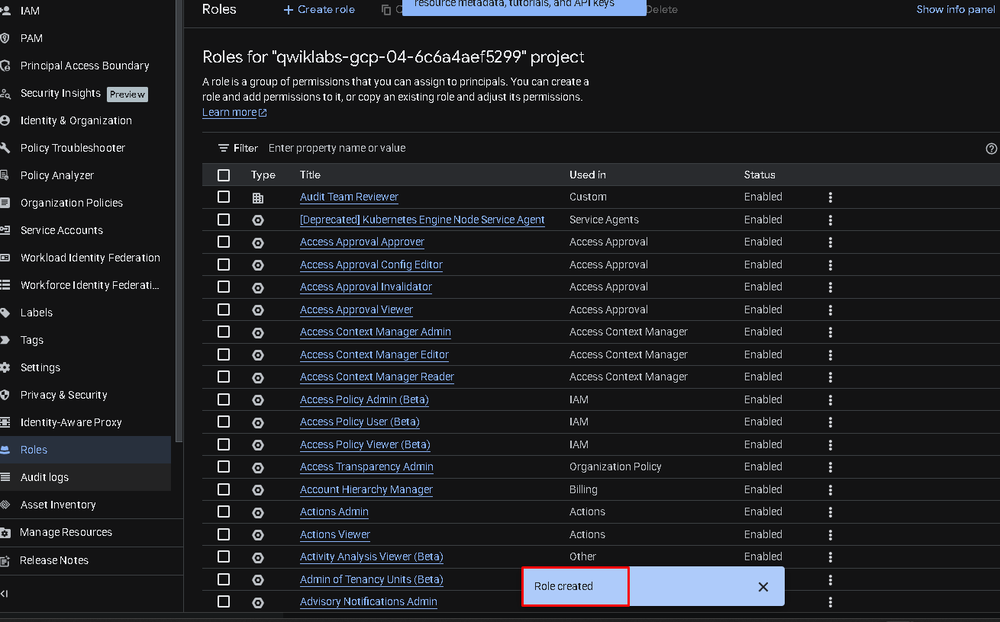 IAM
PAM
Principal Access Boundary
Security Insights Preview
Identity & Organization
Policy Troubleshooter
Policy Analyzer
Organization Policies
Service Accounts
Workload Identity Federation
Workforce Identity Federati...
Labels
Tags
Settings
Privacy & Security
Identity-Aware Proxy
Roles
Audit logs
Asset Inventory
Manage Resources
Release Notes
Roles
Create role
resource metadata, tutorials, and API keys
Delete
Show info panel
Roles for "qwiklabs-gcp-04-6c6a4aef5299" project
A role is a group of permissions that you can assign to principals. You can create a
role and add permissions to it, or copy an existing role and adjust its permissions.
Learn more
Filter Enter property name or value
Type Title Used in Status
Audit Team Reviewer Custom Enabled
[Deprecated] Kubernetes Engine Node Service Agent Service Agents Enabled
Access Approval Approver Access Approval Enabled
Access Approval Config Editor Access Approval Enabled
Access Approval Invalidator Access Approval Enabled
Access Approval Viewer Access Approval Enabled
Access Context Manager Admin Access Context Manager Enabled
Access Context Manager Editor Access Context Manager Enabled
Access Context Manager Reader Access Context Manager Enabled
Access Policy Admin (Beta) IAM Enabled
Access Policy User (Beta) IAM Enabled
Access Policy Viewer (Beta) IAM Enabled
Access Transparency Admin Organization Policy Enabled
Account Hierarchy Manager Billing Enabled
Actions Admin Actions Enabled
Actions Viewer Actions Enabled
Activity Analysis Viewer (Beta) Other Enabled
Admin of Tenancy Units (Beta)
Advisory Notifications Admin
Role created